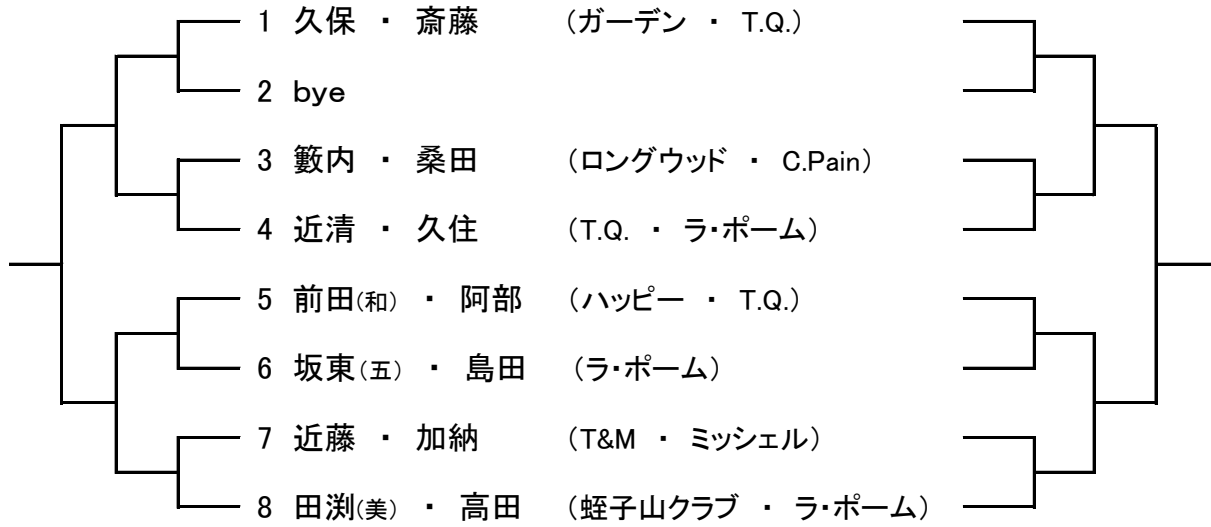 1 久保 ・ 斎藤 （ガーデン ・ T.Q.）
2 bye
3 籔内 ・ 桑田 （ロングウッド ・ C.Pain）
4 近清 ・ 久住 （T.Q. ・ ラ・ポーム）
5 前田(和) ・ 阿部 （ハッピー ・ T.Q.）
6 坂東(五) ・ 島田 （ラ・ポーム）
7 近藤 ・ 加納 （T&M ・ ミッシェル）
8 田渕(美) ・ 高田 （蛭子山クラブ ・ ラ・ポーム）